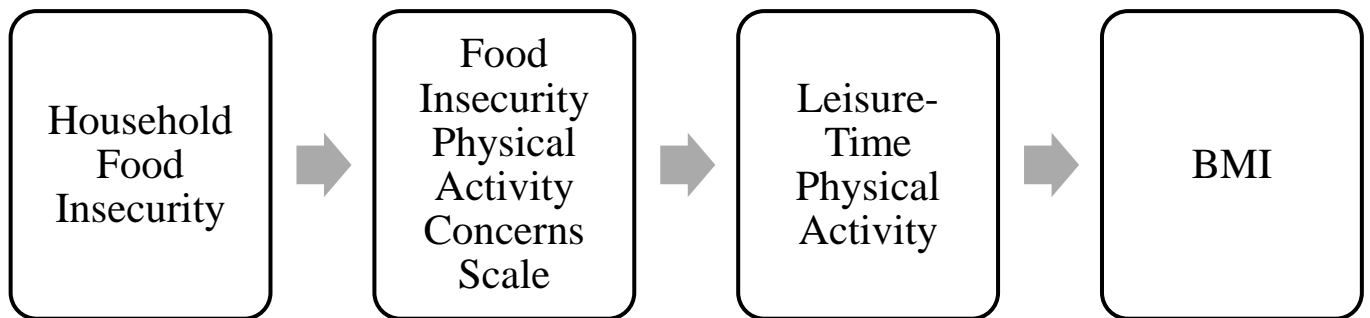 Household
Food
Insecurity
Food
Insecurity
Physical
Activity
Concerns
Scale
Leisure-
Time
Physical
Activity
BMI